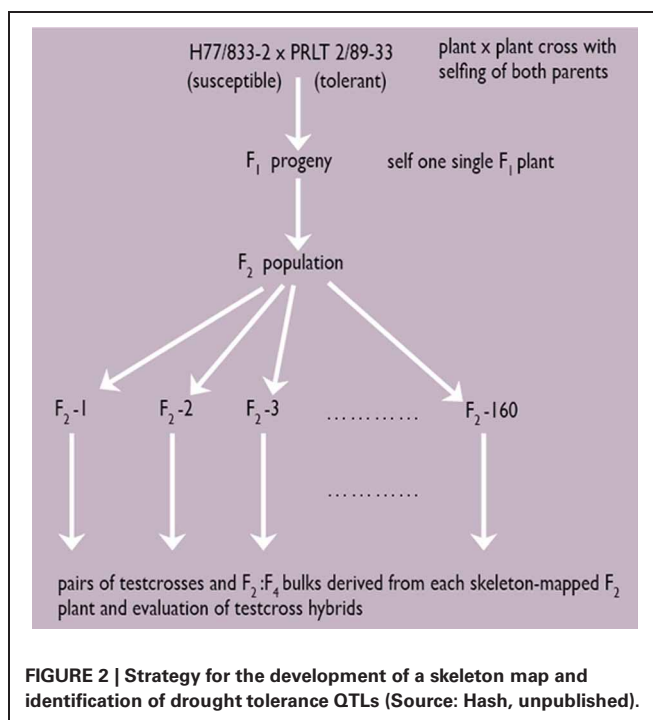 H77/833-2 x PRLT 2/89-33
(susceptible) (tolerant)
plant x plant cross with
selfing of both parents
F₁ progeny
self one single F₁ plant
F₂ population
F₂-1 F₂-2 F₂-3 ............ F₂-160
............
pairs of testcrosses and F₂:F₄ bulks derived from each skeleton-mapped F₂
plant and evaluation of testcross hybrids
FIGURE 2 | Strategy for the development of a skeleton map and
identification of drought tolerance QTLs (Source: Hash, unpublished).